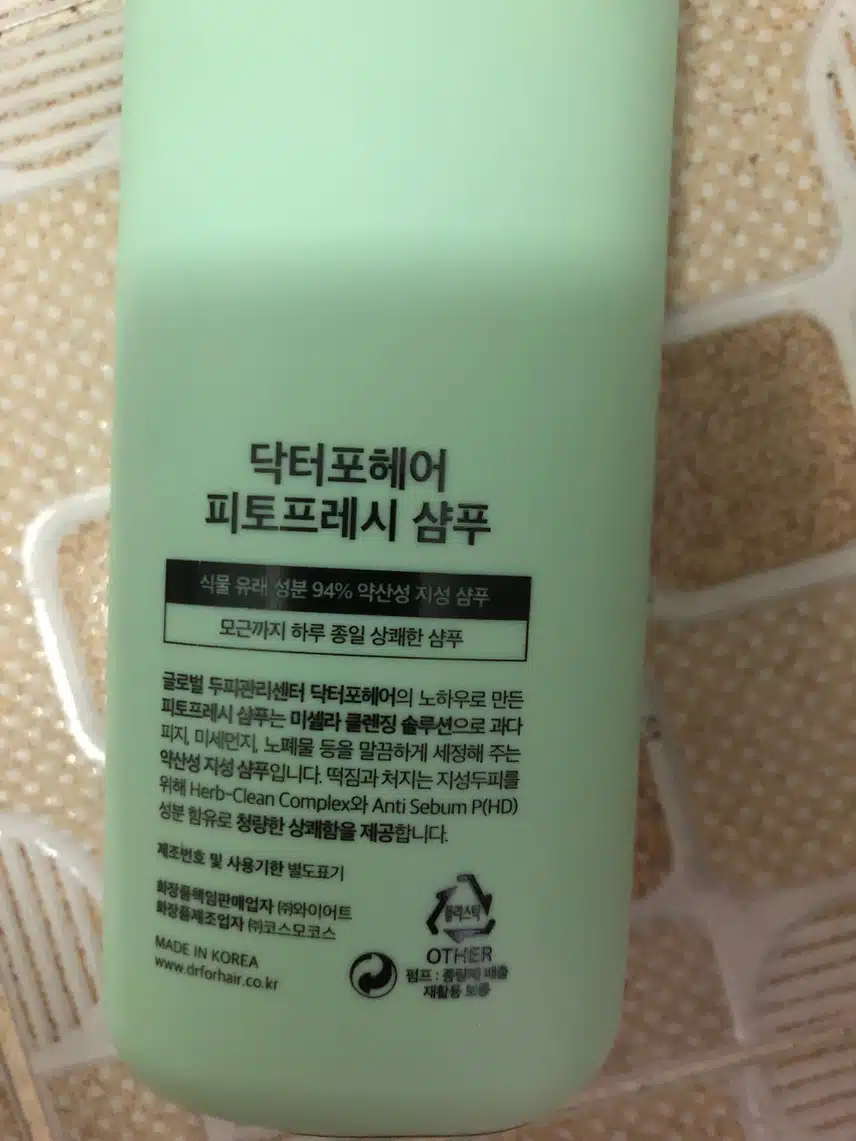 닥터포헤어
피토프레시 샴푸
식물 유래 성분 94% 약산성 지성 샴푸
모근까지 하루 종일 상쾌한 샴푸
글로벌 두피관리센터 닥터포헤어의 노하우로 만든
피토프레시 샴푸는 미셀라 클렌징 솔루션으로 과다
피지, 미세먼지, 노폐물 등을 말끔하게 세정해 주는
약산성 지성 샴푸입니다. 떡짐과 처지는 지성두피를
위해 Herb-Clean Complex와 Anti Sebum P(HD)
성분 함유로 청량한 상쾌함을 제공합니다.
제조번호 및 사용기한 별도표기
화장품책임판매업자 ㈜와이어트
화장품제조업자 ㈜코스모코스
MADE IN KOREA
www.drforhair.co.kr
플라스틱
OTHER
펌프 : 종량제 배출
재활용 보통